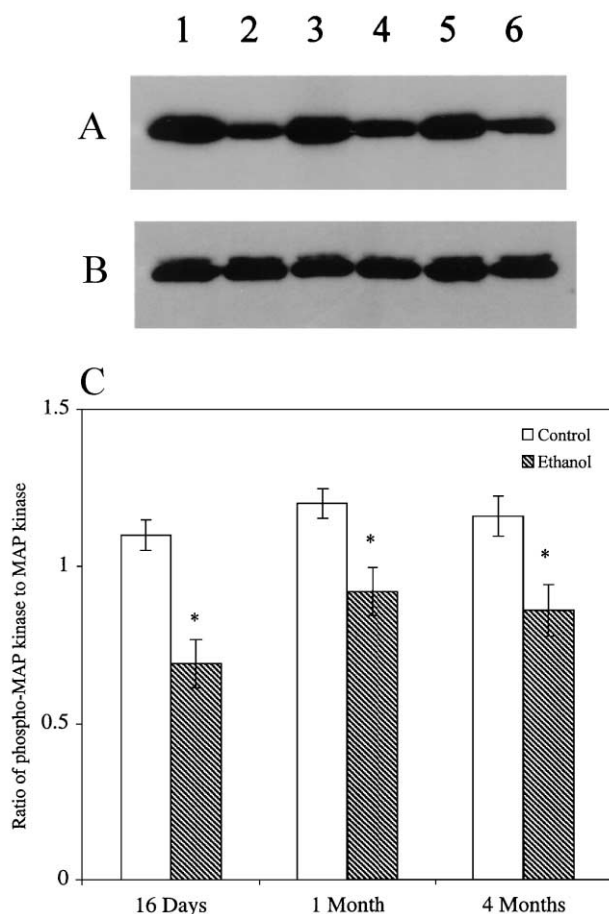 1 2 3 4 5 6
A
B
C
1.5
Control
Ethanol
1
0.5
0
Ratio of phospho-MAP kinase to MAP kinase
* * *
16 Days 1 Month 4 Months